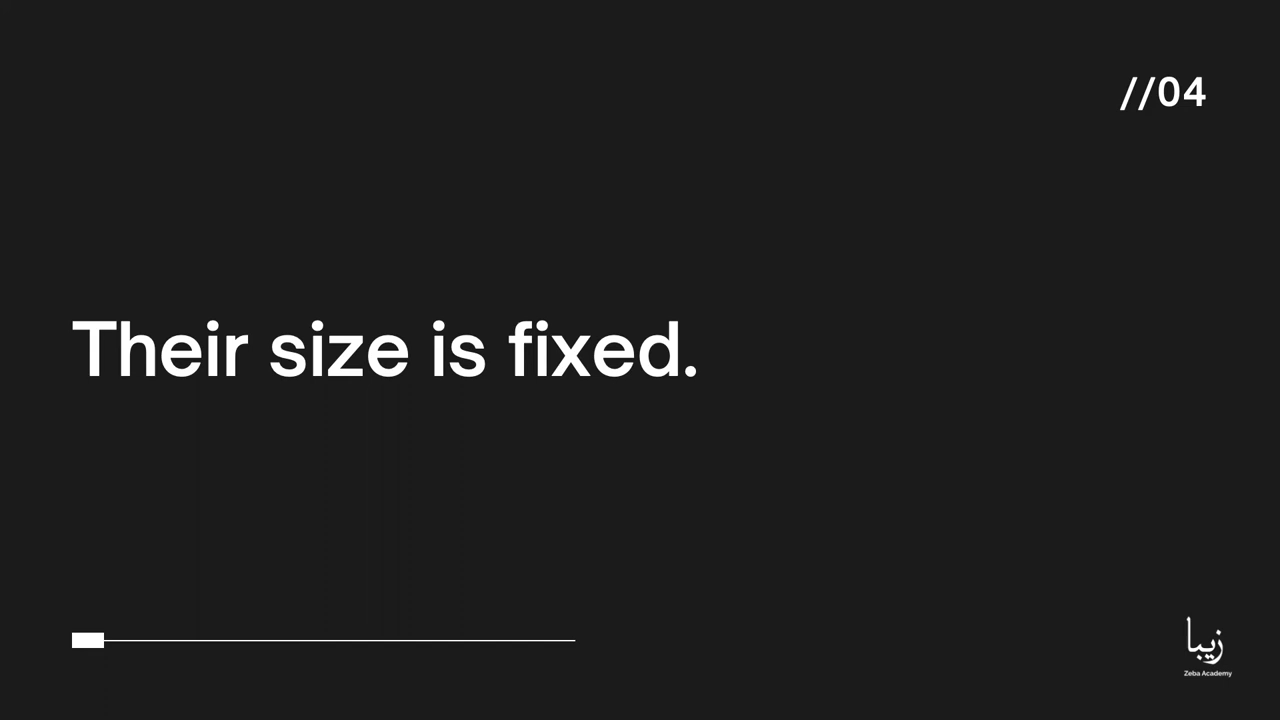 //04
Their size is fixed.
زيبا
Zeba Academy